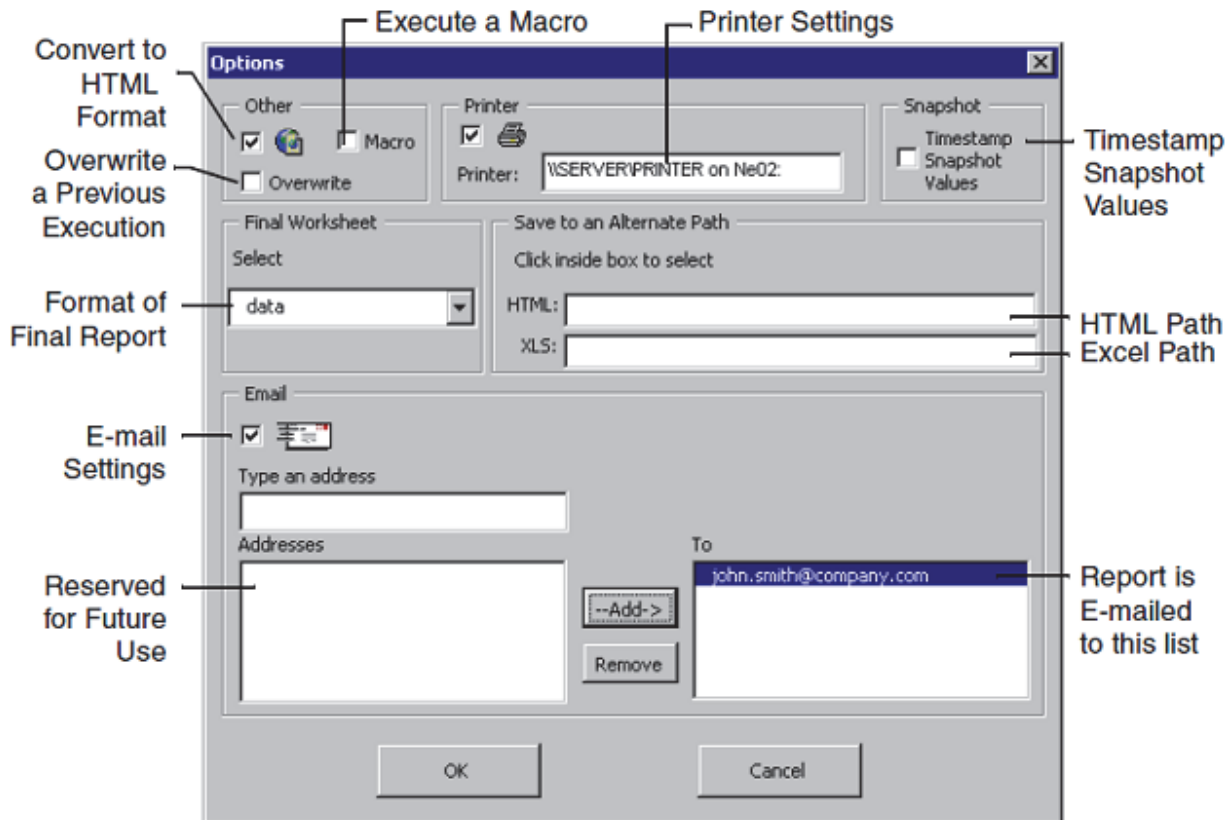 Execute a Macro
Printer Settings
Convert to
HTML
Format
Overwrite
a Previous
Execution
Format of
Final Report
E-mail
Settings
Reserved
for Future
Use
Options
Other
Macro
Overwrite
Printer
Printer:
\\SERVER\PRINTER on Ne02:
Snapshot
Timestamp
Snapshot
Values
Timestamp
Snapshot
Values
Final Worksheet
Select
data
Save to an Alternate Path
Click inside box to select
HTML:
XLS:
HTML Path
Excel Path
Email
Type an address
Addresses
--Add->
Remove
To
john.smith@company.com
Report is
E-mailed
to this list
OK
Cancel